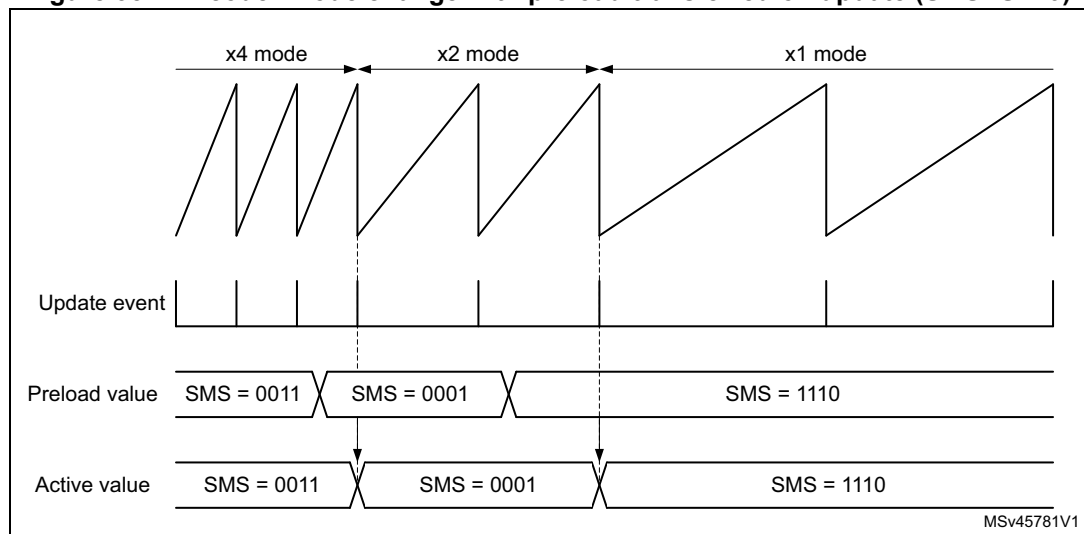 x4 mode x2 mode x1 mode
Update event
Preload value SMS = 0011 SMS = 0001 SMS = 1110
Active value SMS = 0011 SMS = 0001 SMS = 1110
MSv45781V1